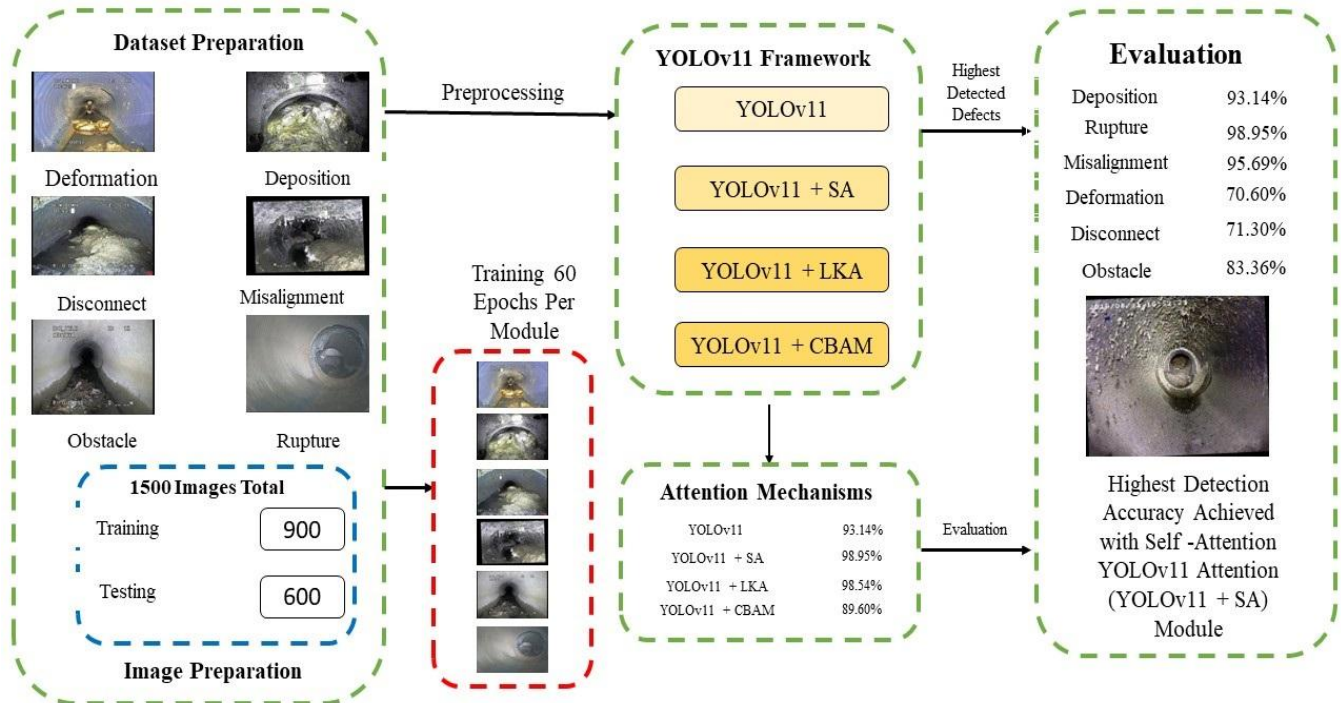 Dataset Preparation
Deformation
Deposition
Disconnect
Misalignment
Obstacle
Rupture
1500 Images Total
Training
900
Testing
600
Image Preparation
Preprocessing
Training 60
Epochs Per
Module
YOLOv11 Framework
YOLOv11
YOLOv11 + SA
YOLOv11 + LKA
YOLOv11 + CBAM
Attention Mechanisms
YOLOv11 93.14%
YOLOv11 + SA 98.95%
YOLOv11 + LKA 98.54%
YOLOv11 + CBAM 89.60%
Highest
Detected
Defects
Evaluation
Evaluation
Deposition 93.14%
Rupture 98.95%
Misalignment 95.69%
Deformation 70.60%
Disconnect 71.30%
Obstacle 83.36%
Highest Detection
Accuracy Achieved
with Self -Attention
YOLOv11 Attention
(YOLOv11 + SA)
Module